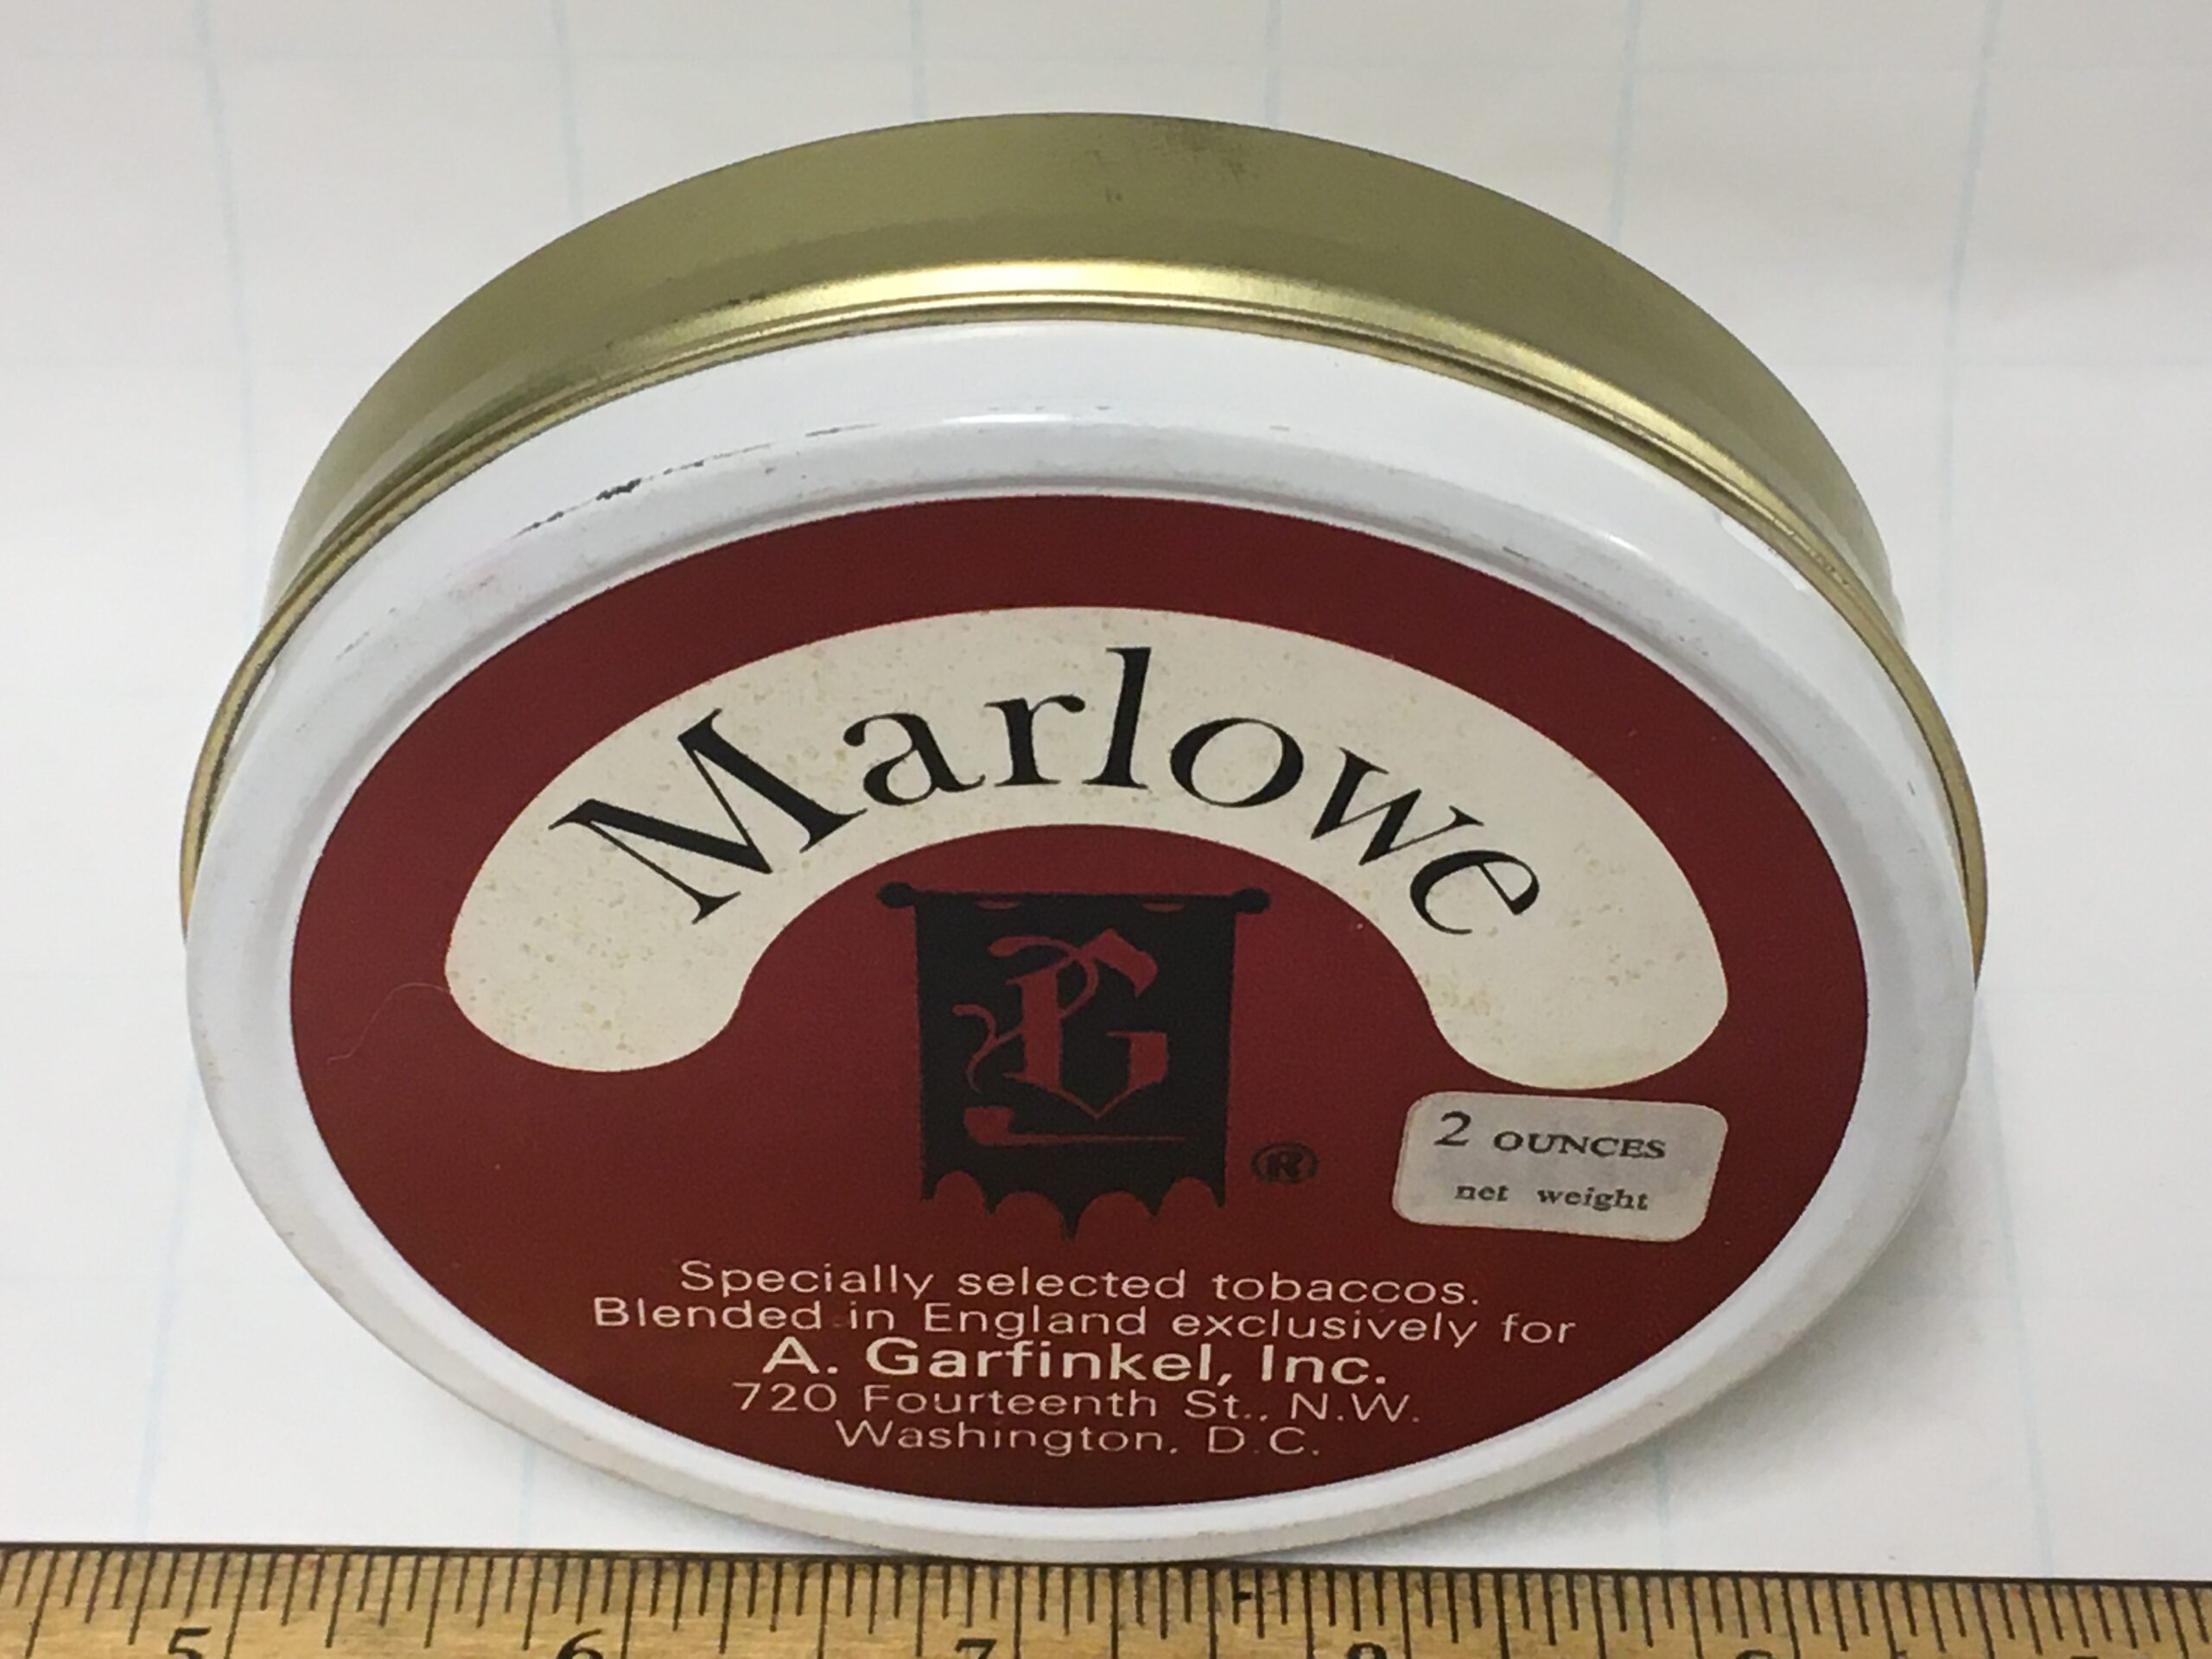 Marlowe
G
®
2 OUNCES
net weight
Specially selected tobaccos.
Blended in England exclusively for
A. Garfinkel, Inc.
720 Fourteenth St., N.W.
Washington, D.C.
5 6 7 8